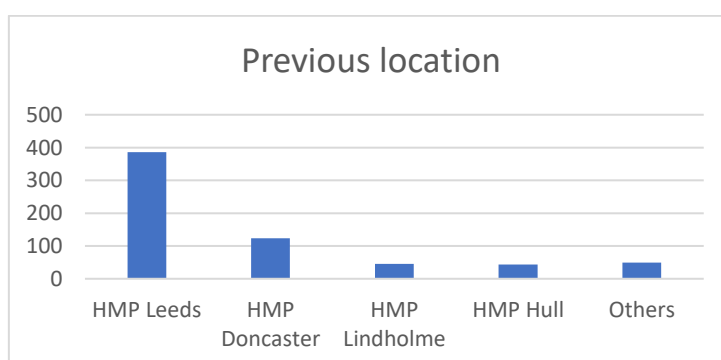 Previous location
500
400
300
200
100
0
HMP Leeds
HMP
Doncaster
HMP
Lindholme
HMP Hull
Others